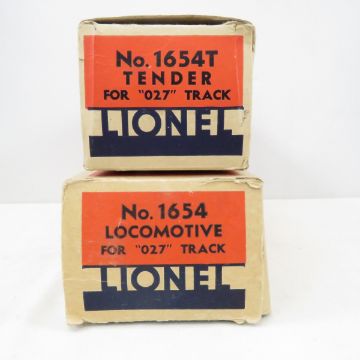 No. 1654T
TENDER
FOR "027" TRACK
LIONEL
No. 1654
LOCOMOTIVE
FOR "027" TRACK
LIONEL